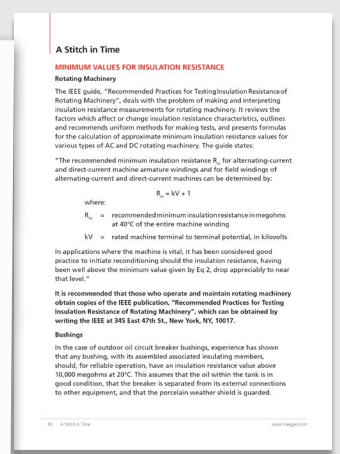 A Stitch in Time
MINIMUM VALUES FOR INSULATION RESISTANCE
Rotating Machinery
The IEEE guide, "Recommended Practices for Testing Insulation Resistance of
Rotating Machinery", deals with the problem of making and interpreting
insulation resistance measurements for rotating machinery. It reviews the
factors which affect or change insulation resistance characteristics, outlines
and recommends uniform methods for making tests, and presents formulas
for the calculation of approximate minimum insulation resistance values for
various types of AC and DC rotating machinery. The guide states:
"The recommended minimum insulation resistance Rm for alternating-current
and direct-current machine armature windings and for field windings of
alternating-current and direct-current machines can be determined by:
Rm = kV + 1
where:
Rm = recommended minimum insulation resistance in megohms
at 40°C of the entire machine winding
kV = rated machine terminal to terminal potential, in kilovolts
In applications where the machine is vital, it has been considered good
practice to initiate reconditioning should the insulation resistance, having
been well above the minimum value given by Eq 2, drop appreciably to near
that level."
It is recommended that those who operate and maintain rotating machinery
obtain copies of the IEEE publication, "Recommended Practices for Testing
Insulation Resistance of Rotating Machinery", which can be obtained by
writing the IEEE at 345 East 47th St., New York, NY, 10017.
Bushings
In the case of outdoor oil circuit breaker bushings, experience has shown
that any bushing, with its assembled associated insulating members,
should, for reliable operation, have an insulation resistance value above
10,000 megohms at 20°C. This assumes that the oil within the tank is in
good condition, that the breaker is separated from its external connections
to other equipment, and that the porcelain weather shield is guarded.
A Stitch in Time
www.megger.com